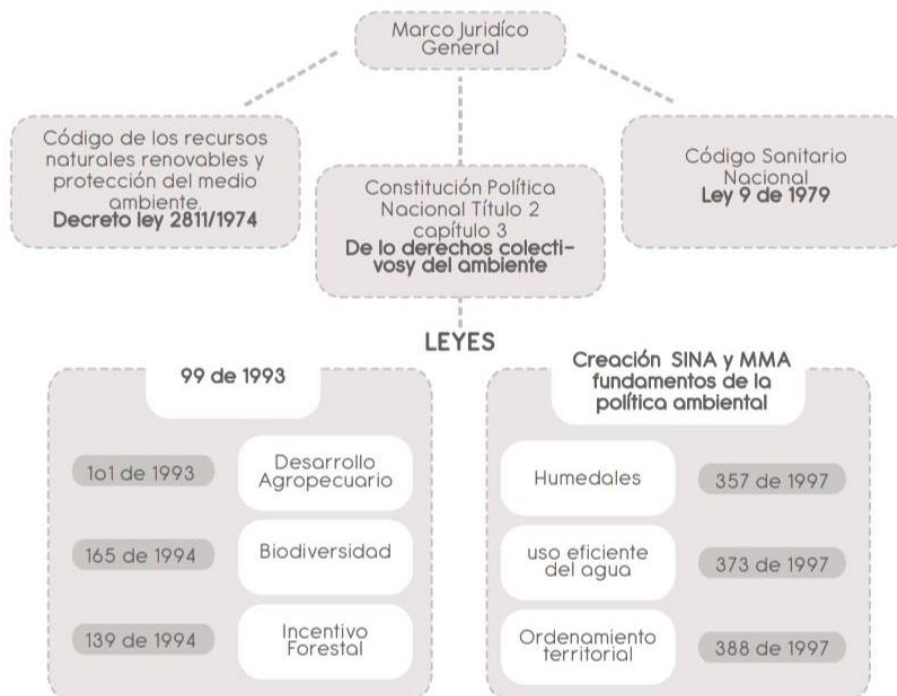 Marco Juridíco
General
Código de los recursos
naturales renovables y
protección del medio
ambiente.
Decreto ley 2811/1974
Constitución Política
Nacional Título 2
capítulo 3
De lo derechos colecti-
vosy del ambiente
Código Sanitario
Nacional
Ley 9 de 1979
LEYES
99 de 1993
1o1 de 1993
Desarrollo
Agropecuario
165 de 1994
Biodiversidad
139 de 1994
Incentivo
Forestal
Creación SINA y MMA
fundamentos de la
política ambiental
Humedales
357 de 1997
uso eficiente
del agua
373 de 1997
Ordenamiento
territorial
388 de 1997